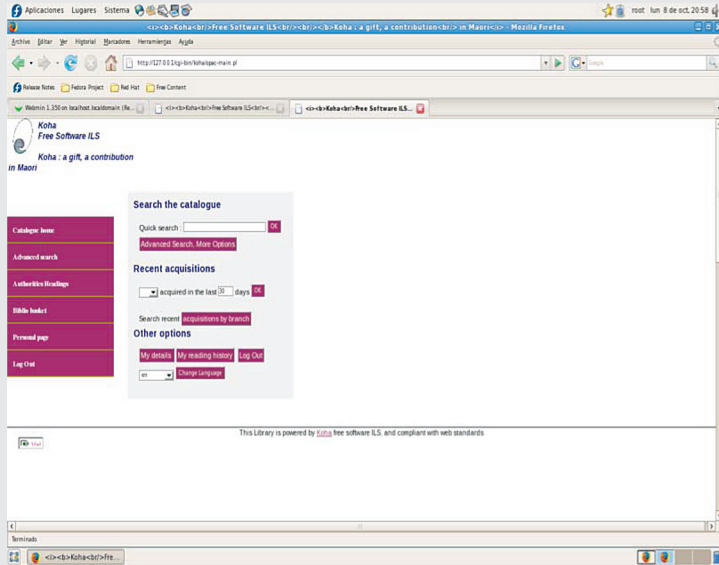 Aplicaciones Lugares Sistema
root lun 8 de oct, 20:58
<i><b>Koha<br/>Free Software ILS<br/><br/></b>Koha : a gift, a contribution<br/> in Maori</i> - Mozilla Firefox
Archivo Editar Ver Historial Marcadores Herramientas Ayuda
http://127.0.0.1/cgi-bin/koha/opac-main.pl
Google
Release Notes Fedora Project Red Hat Free Content
Webmin 1.350 on localhost.localdomain (Re...
<i><b>Koha<br/>Free Software ILS<br/><...
<i><b>Koha<br/>Free Software ILS...
Koha
Free Software ILS
Koha : a gift, a contribution
in Maori
Catalogue home
Advanced search
Authorities Headings
Biblio basket
Personal page
Log Out
Search the catalogue
Quick search : OK
Advanced Search, More Options
Recent acquisitions
acquired in the last 30 days OK
Search recent acquisitions by branch
Other options
My details My reading history Log Out
en Change Language
This Library is powered by Koha free software ILS, and compliant with web standards
Terminado
<i><b>Koha<br/>Fre...